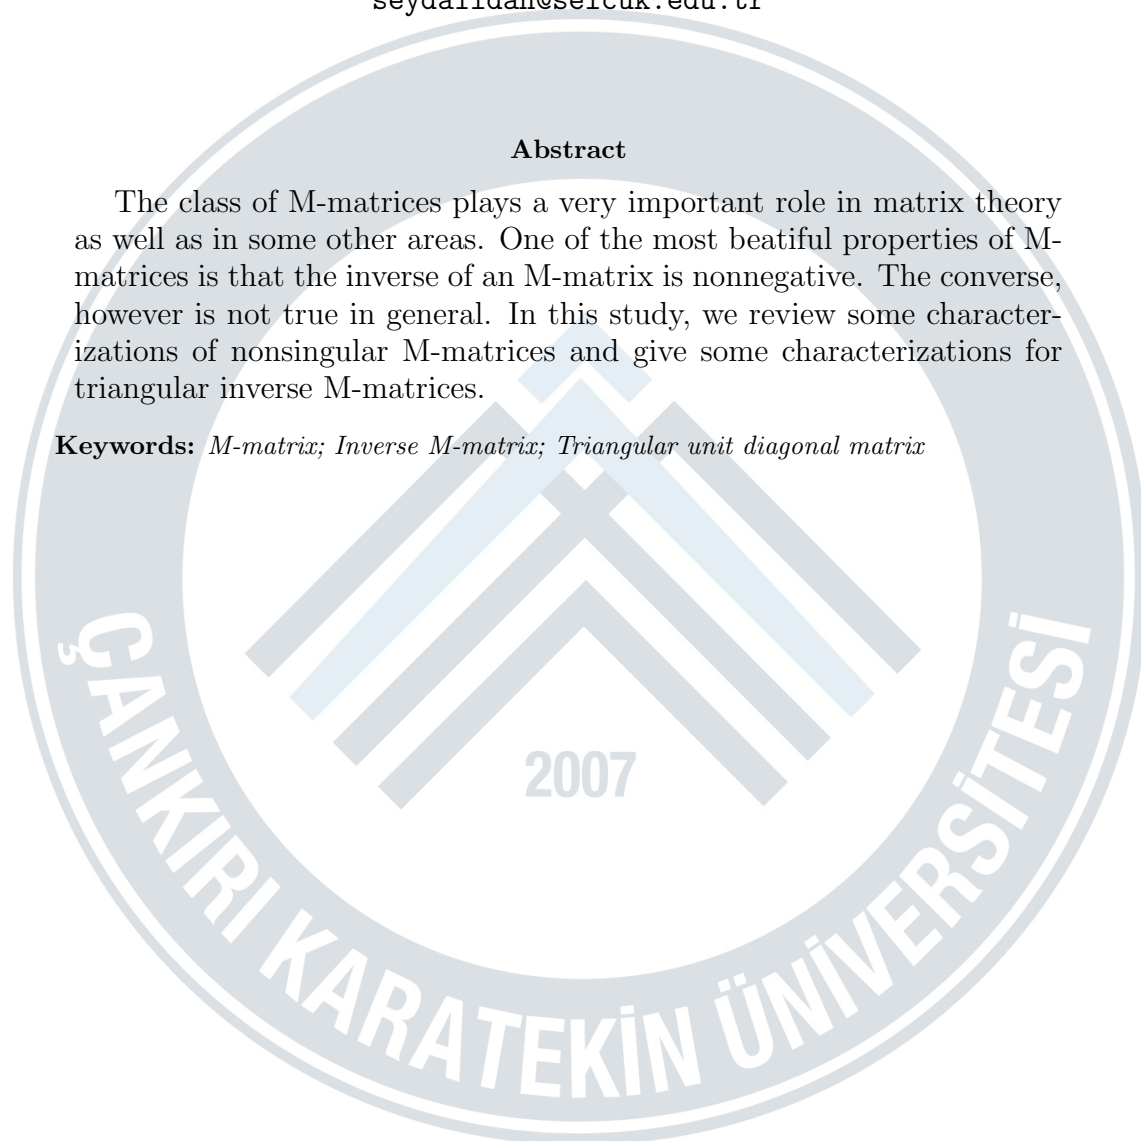 Abstract
The class of M-matrices plays a very important role in matrix theory
as well as in some other areas. One of the most beatiful properties of M-
matrices is that the inverse of an M-matrix is nonnegative. The converse,
however is not true in general. In this study, we review some character-
izations of nonsingular M-matrices and give some characterizations for
triangular inverse M-matrices.
Keywords: M-matrix; Inverse M-matrix; Triangular unit diagonal matrix
2007
ÇANKIRI KARATEKİN ÜNİVERSİTESİ